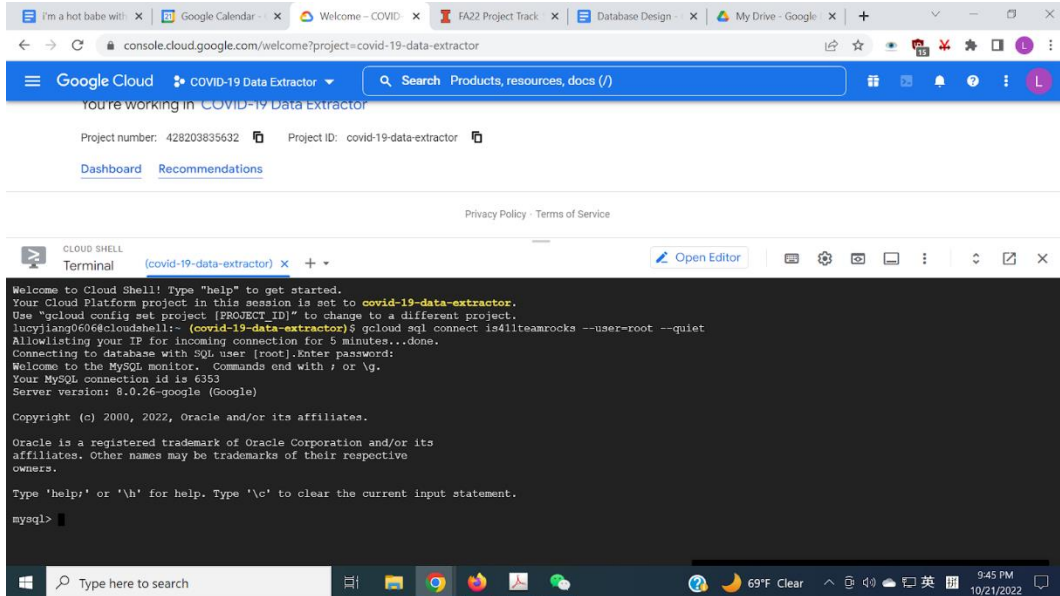 i'm a hot babe with
Google Calendar -
Welcome – COVID-
FA22 Project Track
Database Design -
My Drive - Google
console.cloud.google.com/welcome?project=covid-19-data-extractor
15
L
Google Cloud
COVID-19 Data Extractor
Search Products, resources, docs (/)
L
You're working in COVID-19 Data Extractor
Project number: 428203835632
Project ID: covid-19-data-extractor
Dashboard
Recommendations
Privacy Policy · Terms of Service
CLOUD SHELL
Terminal
(covid-19-data-extractor)
Open Editor
Welcome to Cloud Shell! Type "help" to get started.
Your Cloud Platform project in this session is set to covid-19-data-extractor.
Use "gcloud config set project [PROJECT_ID]" to change to a different project.
lucyjiang0606@cloudshell:~ (covid-19-data-extractor)$ gcloud sql connect is411teamrocks --user=root --quiet
Allowlisting your IP for incoming connection for 5 minutes...done.
Connecting to database with SQL user [root].Enter password:
Welcome to the MySQL monitor.  Commands end with ; or \g.
Your MySQL connection id is 6353
Server version: 8.0.26-google (Google)
Copyright (c) 2000, 2022, Oracle and/or its affiliates.
Oracle is a registered trademark of Oracle Corporation and/or its
affiliates. Other names may be trademarks of their respective
owners.
Type 'help;' or '\h' for help. Type '\c' to clear the current input statement.
mysql>
Type here to search
69°F Clear
英
拼
9:45 PM
10/21/2022